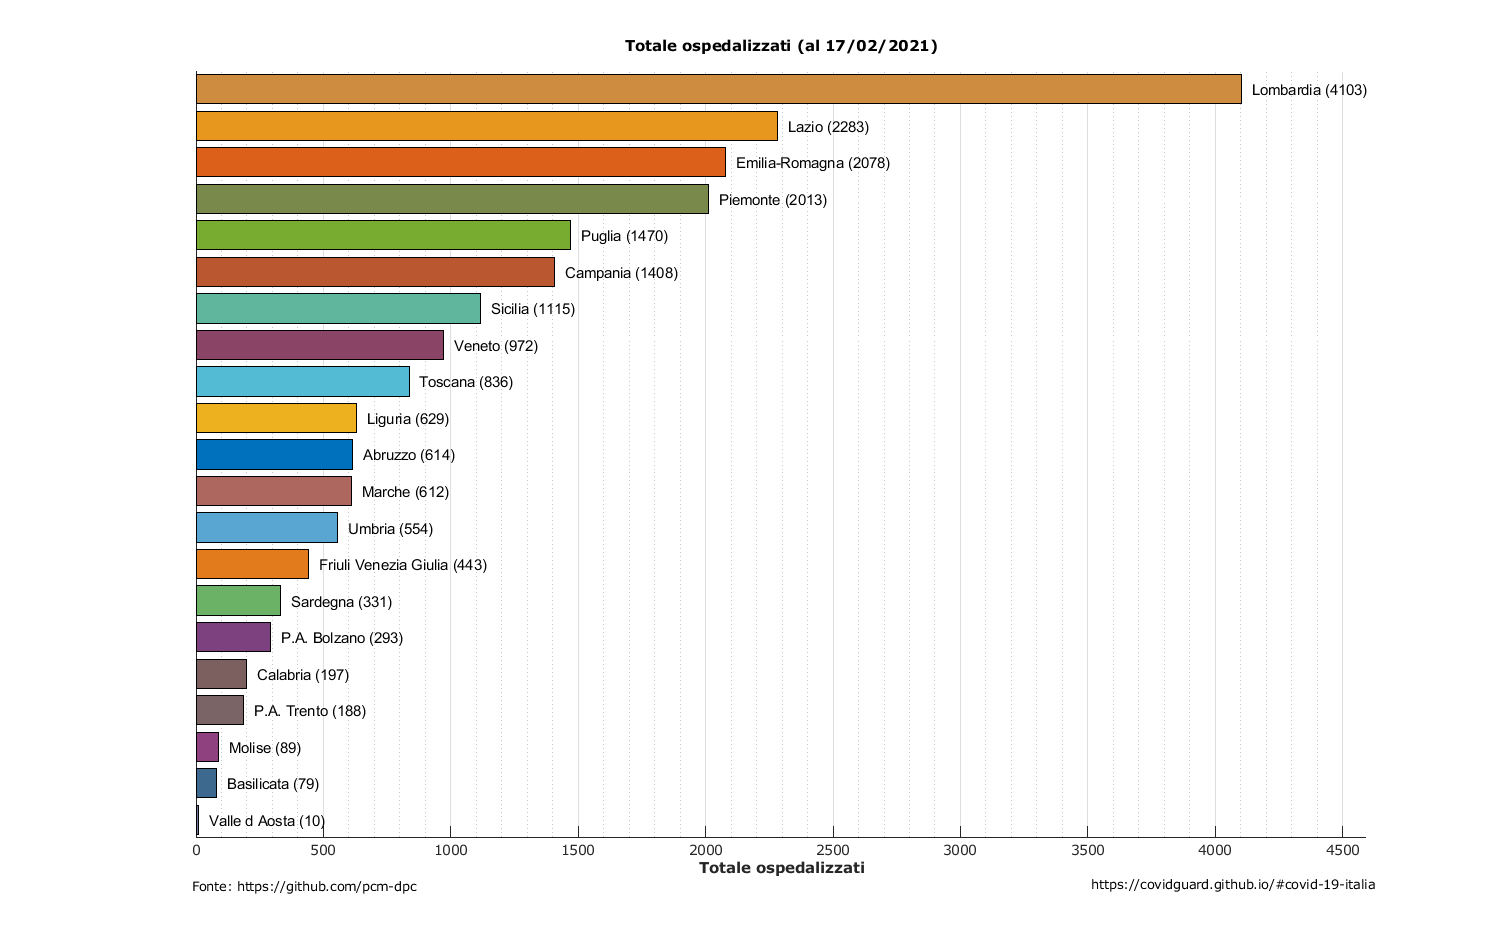 Totale ospedalizzati (al 17/02/2021)
Lombardia (4103)
Lazio (2283)
Emilia-Romagna (2078)
Piemonte (2013)
Puglia (1470)
Campania (1408)
Sicilia (1115)
Veneto (972)
Toscana (836)
Liguria (629)
Abruzzo (614)
Marche (612)
Umbria (554)
Friuli Venezia Giulia (443)
Sardegna (331)
P.A. Bolzano (293)
Calabria (197)
P.A. Trento (188)
Molise (89)
Basilicata (79)
Valle d Aosta (10)
0 500 1000 1500 2000 2500 3000 3500 4000 4500
Totale ospedalizzati
Fonte: https://github.com/pcm-dpc
https://covidguard.github.io/#covid-19-italia